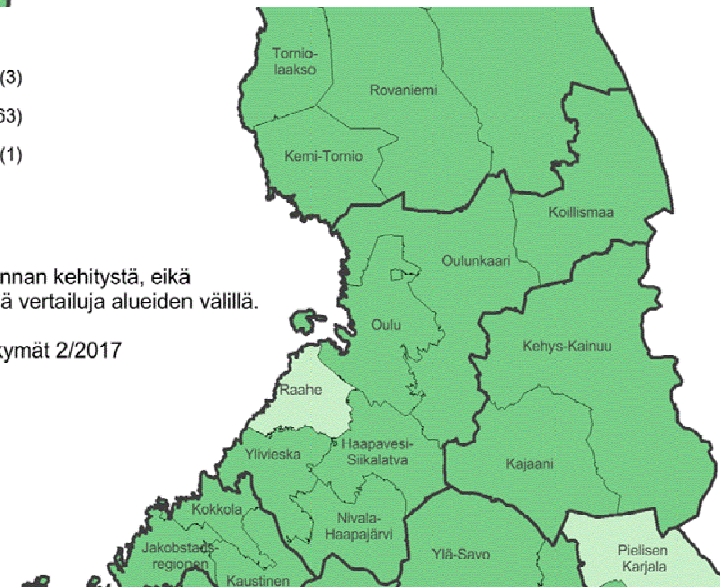 Tornio-
laakso
(3)
Rovaniemi
63)
(1)
Kemi-Tornio
Koillismaa
Oulunkaari
nnan kehitystä, eikä
ä vertailuja alueiden välillä.
Oulu
Kehys-Kainuu
kymät 2/2017
Raahe
Haapavesi-
Siikalatva
Ylivieska
Kajaani
Kokkola
Nivala-
Haapajärvi
Jakobstads-
regionen
Ylä-Savo
Pielisen
Karjala
Kaustinen